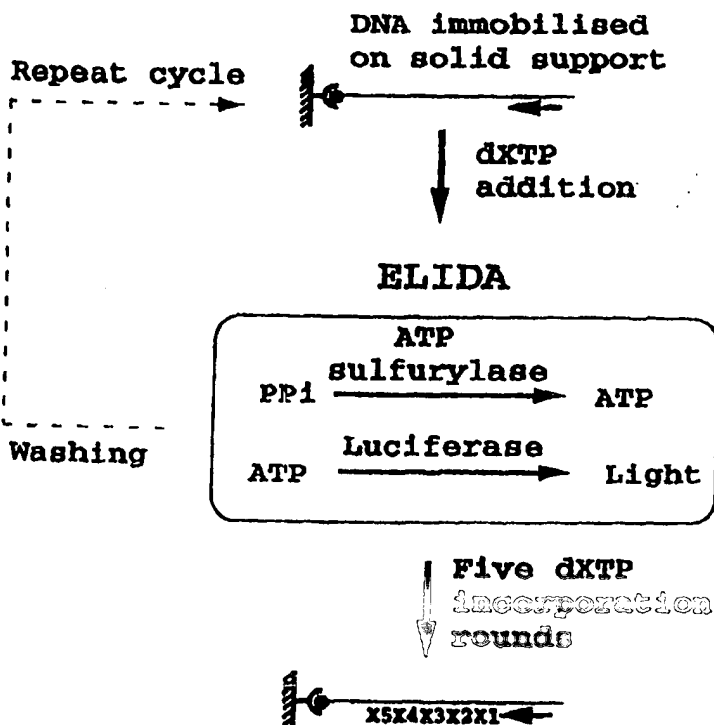 DNA immobilised
on solid support
Repeat cycle
dXTP
addition
ELIDA
ATP
sulfurylase
PPi
ATP
Luciferase
ATP
Light
Washing
Five dXTP
incorporation
rounds
X5X4X3X2X1